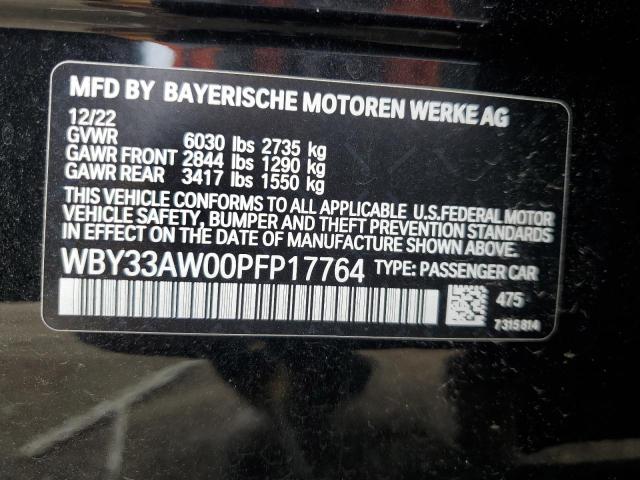 MFD BY BAYERISCHE MOTOREN WERKE AG
12/22
GVWR 6030 lbs 2735 kg
GAWR FRONT 2844 lbs 1290 kg
GAWR REAR 3417 lbs 1550 kg
THIS VEHICLE CONFORMS TO ALL APPLICABLE U.S.FEDERAL MOTOR
VEHICLE SAFETY, BUMPER AND THEFT PREVENTION STANDARDS
IN EFFECT ON THE DATE OF MANUFACTURE SHOWN ABOVE.
WBY33AW00PFP17764 TYPE: PASSENGER CAR
475
7315814